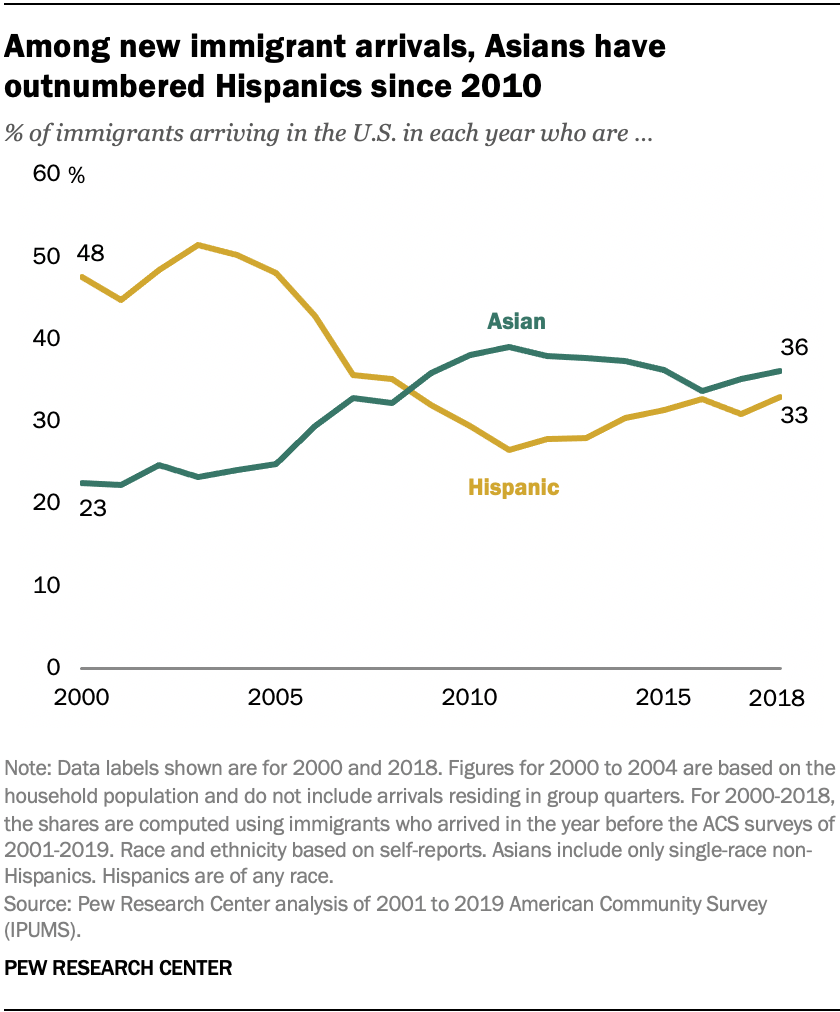 Among new immigrant arrivals, Asians have
outnumbered Hispanics since 2010
% of immigrants arriving in the U.S. in each year who are ...
60 %
50
48
40
Asian
36
30
33
Hispanic
20
23
10
0
2000
2005
2010
2015
2018
Note: Data labels shown are for 2000 and 2018. Figures for 2000 to 2004 are based on the
household population and do not include arrivals residing in group quarters. For 2000-2018,
the shares are computed using immigrants who arrived in the year before the ACS surveys of
2001-2019. Race and ethnicity based on self-reports. Asians include only single-race non-
Hispanics. Hispanics are of any race.
Source: Pew Research Center analysis of 2001 to 2019 American Community Survey
(IPUMS).
PEW RESEARCH CENTER